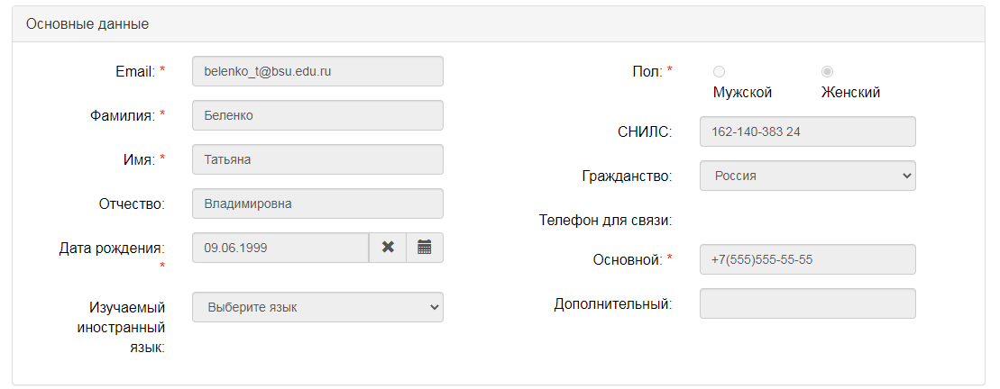 Основные данные
Email: *
belenko_t@bsu.edu.ru
Фамилия: *
Беленко
Имя: *
Татьяна
Отчество:
Владимировна
Дата рождения:
*
09.06.1999
Изучаемый
иностранный
язык:
Выберите язык
Пол: *
Мужской
Женский
СНИЛС:
162-140-383 24
Гражданство:
Россия
Телефон для связи:
Основной: *
+7(555)555-55-55
Дополнительный: